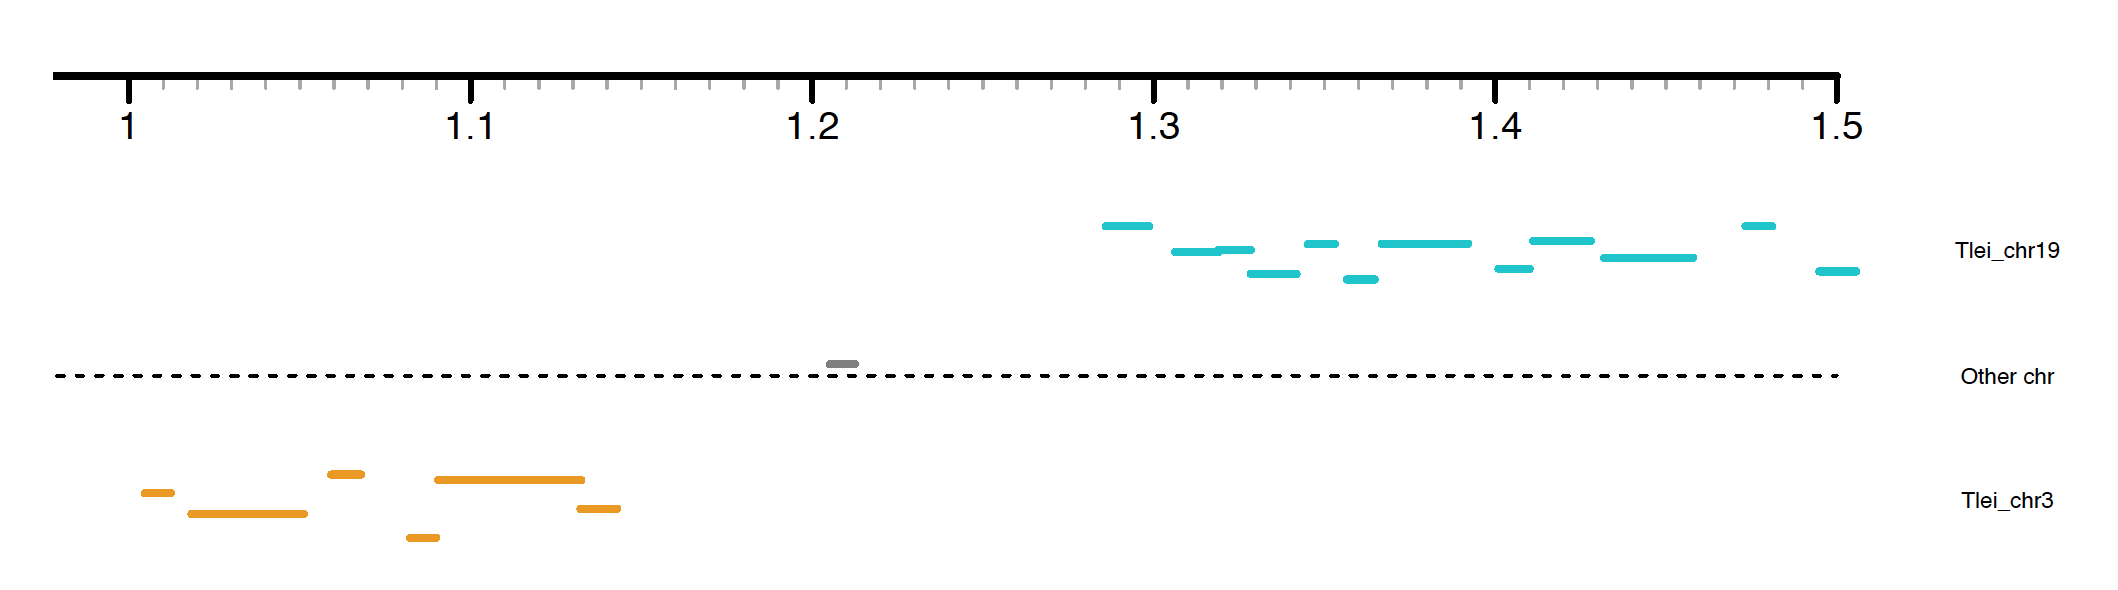 1 1.1 1.2 1.3 1.4 1.5
Tlei_chr19
Other chr
Tlei_chr3